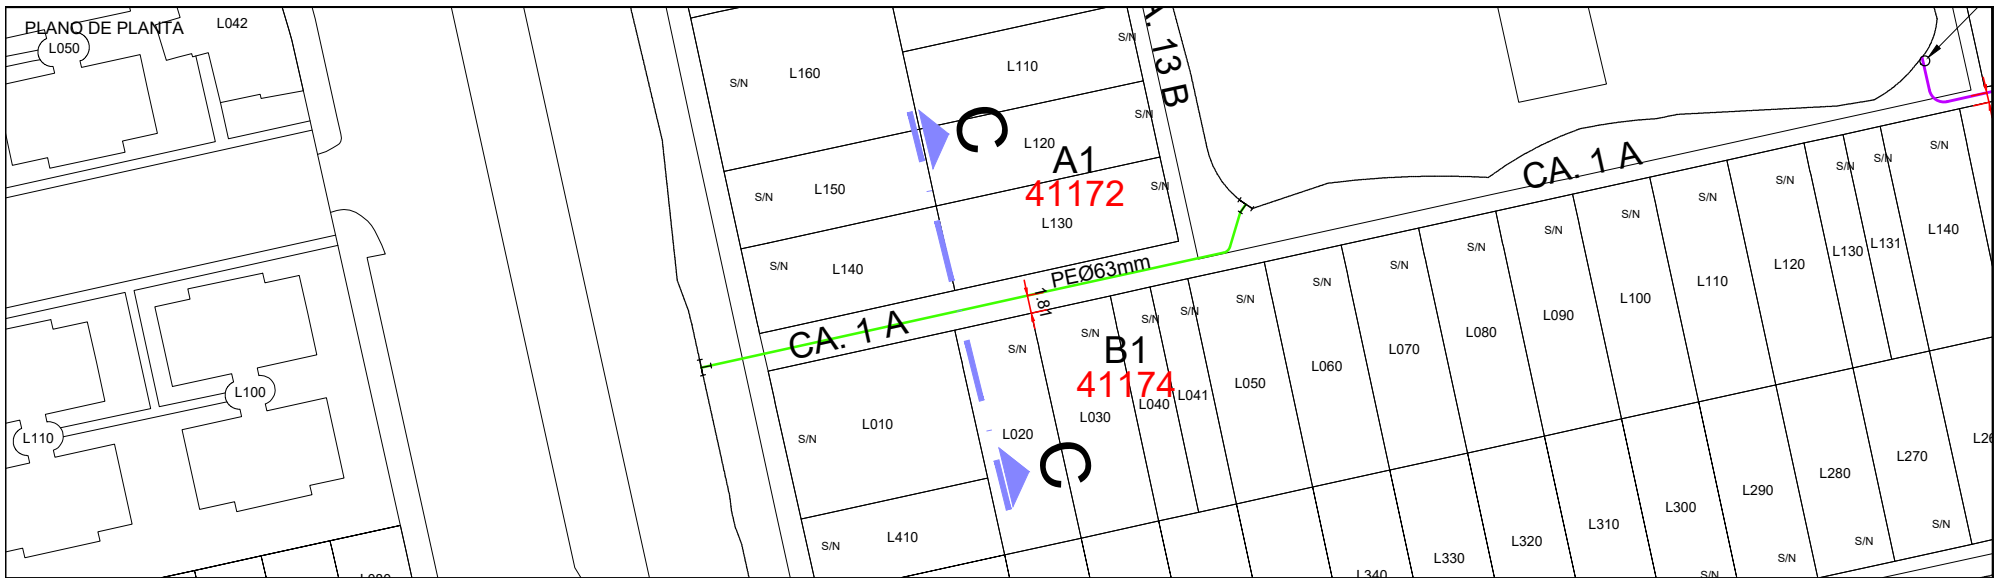 PLANO DE PLANTA
L042
L050
L160
S/N
L110
S/N
CA. 13 B
C
L120
S/N
A1
41172
L150
S/N
L130
S/N
L140
S/N
PEØ63mm
1.81
CA. 1 A
CA. 1 A
L100
L110
L010
S/N
L410
S/N
L020
S/N
C
B1
41174
L030
S/N
L040
S/N
L041
S/N
L050
S/N
L060
S/N
L070
S/N
L080
S/N
L090
S/N
L100
S/N
L110
S/N
L120
S/N
L130
S/N
L131
S/N
L140
S/N
L270
S/N
L280
S/N
L290
S/N
L300
S/N
L310
L320
L330
L340